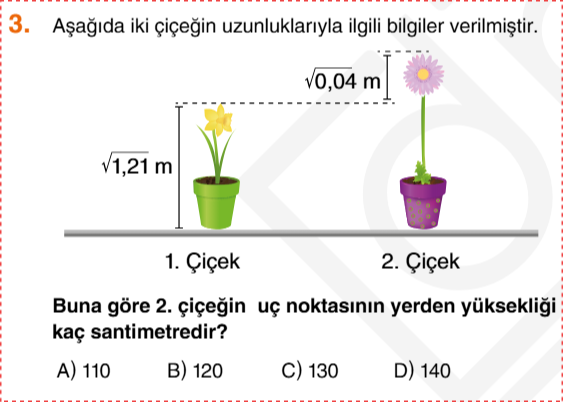 3. Aşağıda iki çiçeğin uzunluklarıyla ilgili bilgiler verilmiştir.
√0,04 m
√1,21 m
1. Çiçek
2. Çiçek
Buna göre 2. çiçeğin uç noktasının yerden yüksekliği
kaç santimetredir?
A) 110 B) 120 C) 130 D) 140